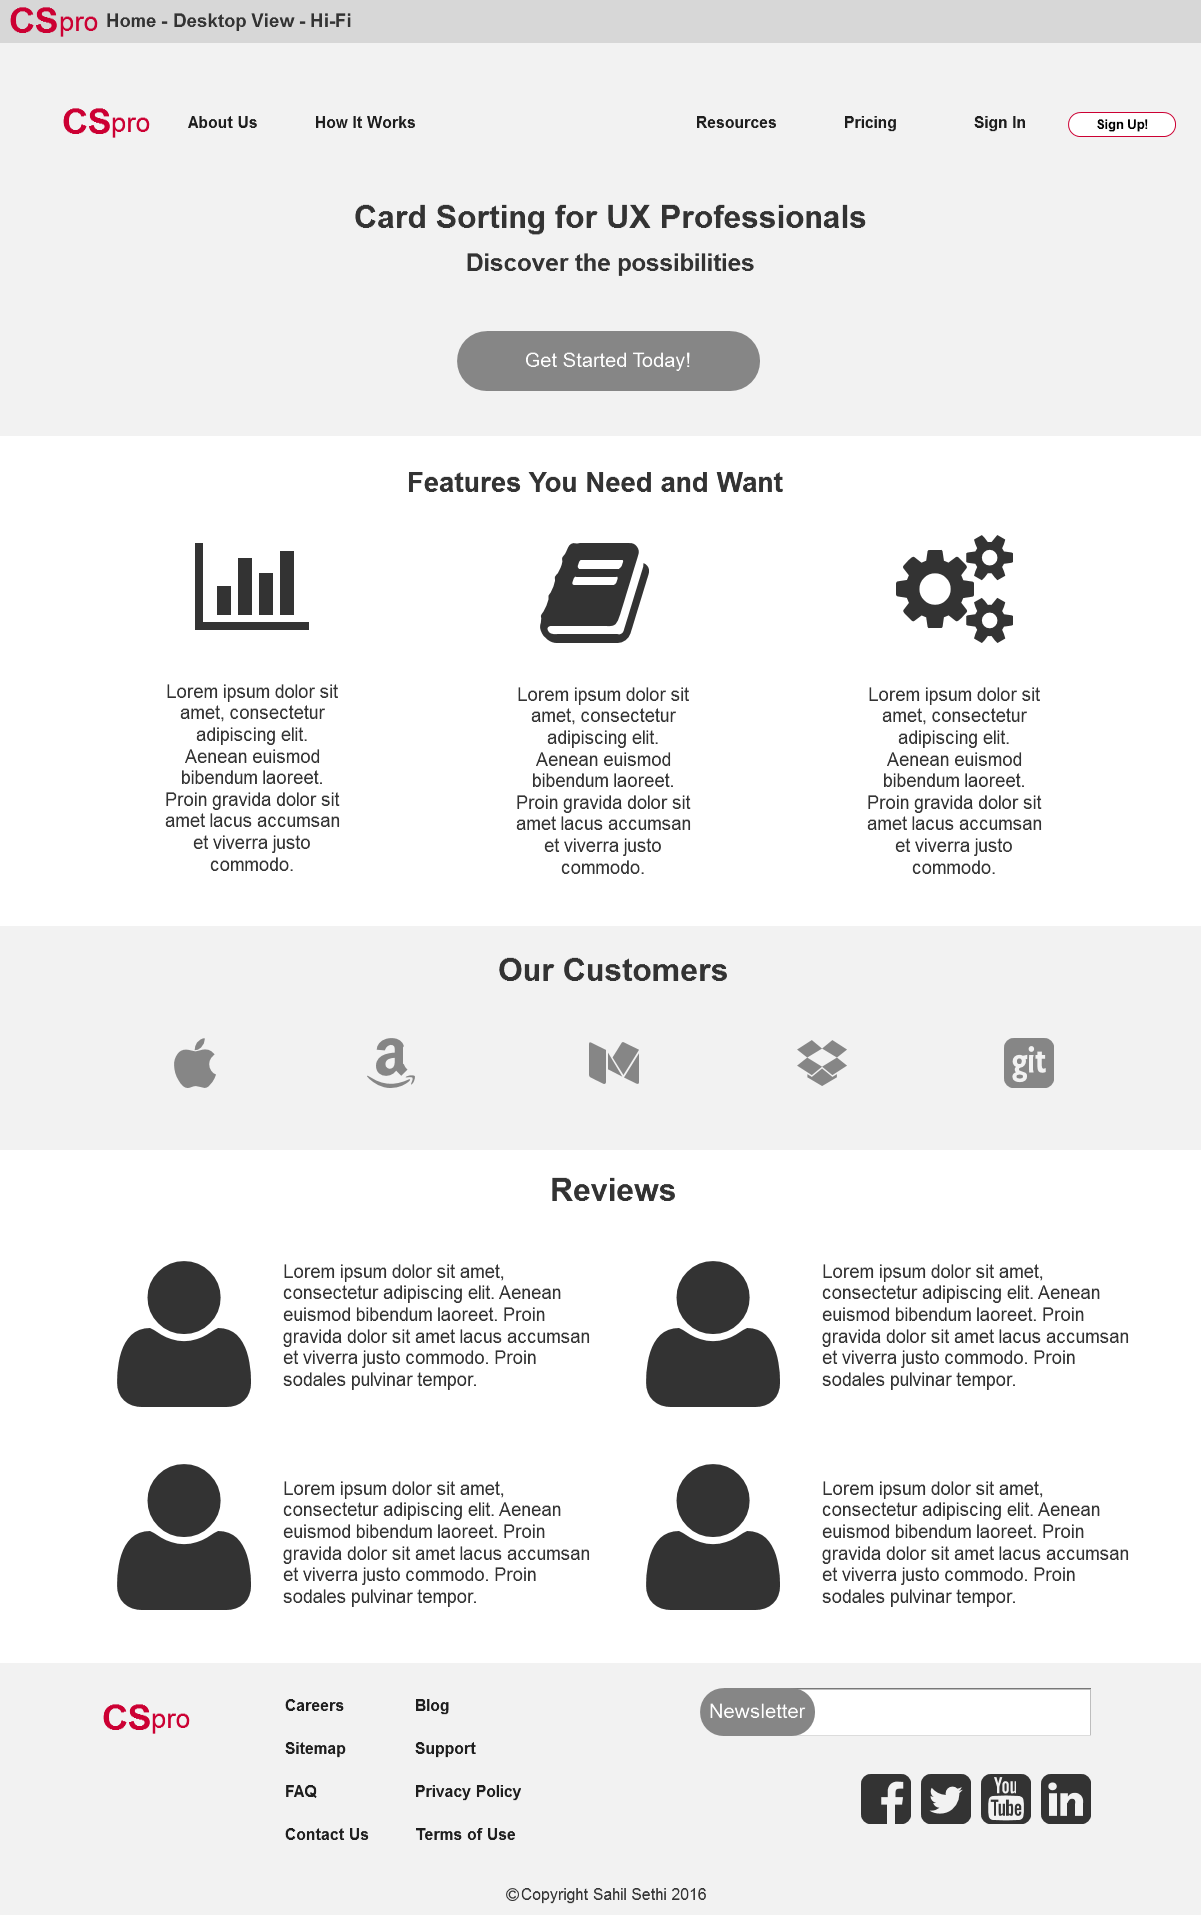 CSpro Home - Desktop View - Hi-Fi
CSpro About Us How It Works Resources Pricing Sign In Sign Up!
Card Sorting for UX Professionals
Discover the possibilities
Get Started Today!
Features You Need and Want
Lorem ipsum dolor sit
amet, consectetur
adipiscing elit.
Aenean euismod
bibendum laoreet.
Proin gravida dolor sit
amet lacus accumsan
et viverra justo
commodo.
Lorem ipsum dolor sit
amet, consectetur
adipiscing elit.
Aenean euismod
bibendum laoreet.
Proin gravida dolor sit
amet lacus accumsan
et viverra justo
commodo.
Lorem ipsum dolor sit
amet, consectetur
adipiscing elit.
Aenean euismod
bibendum laoreet.
Proin gravida dolor sit
amet lacus accumsan
et viverra justo
commodo.
Our Customers
a
git
Reviews
Lorem ipsum dolor sit amet,
consectetur adipiscing elit. Aenean
euismod bibendum laoreet. Proin
gravida dolor sit amet lacus accumsan
et viverra justo commodo. Proin
sodales pulvinar tempor.
Lorem ipsum dolor sit amet,
consectetur adipiscing elit. Aenean
euismod bibendum laoreet. Proin
gravida dolor sit amet lacus accumsan
et viverra justo commodo. Proin
sodales pulvinar tempor.
Lorem ipsum dolor sit amet,
consectetur adipiscing elit. Aenean
euismod bibendum laoreet. Proin
gravida dolor sit amet lacus accumsan
et viverra justo commodo. Proin
sodales pulvinar tempor.
Lorem ipsum dolor sit amet,
consectetur adipiscing elit. Aenean
euismod bibendum laoreet. Proin
gravida dolor sit amet lacus accumsan
et viverra justo commodo. Proin
sodales pulvinar tempor.
CSpro
Careers
Sitemap
FAQ
Contact Us
Blog
Support
Privacy Policy
Terms of Use
Newsletter
f
You
Tube
in
©Copyright Sahil Sethi 2016